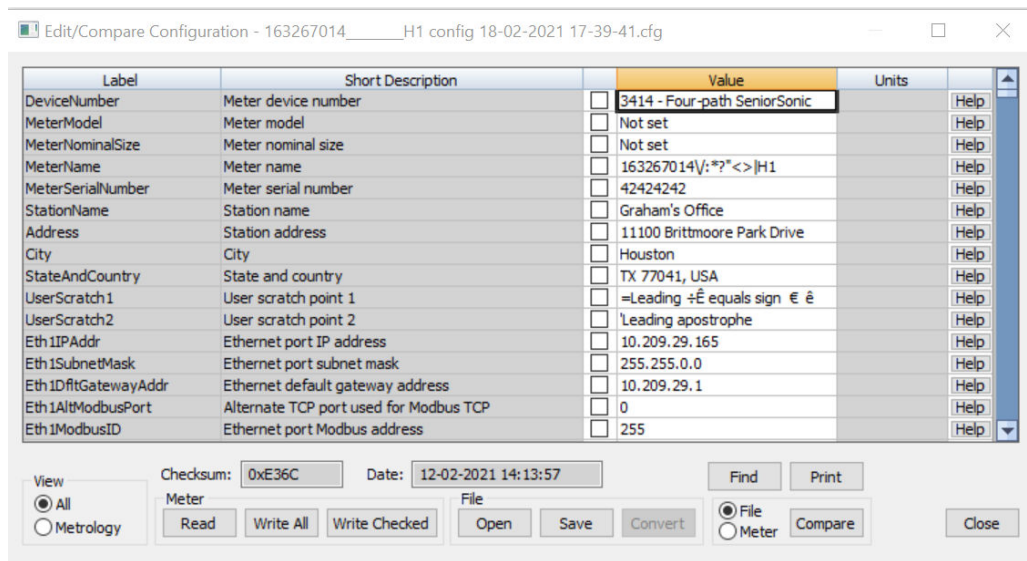 Edit/Compare Configuration - 163267014_______H1 config 18-02-2021 17-39-41.cfg
Label Short Description Value Units
DeviceNumber Meter device number 3414 - Four-path SeniorSonic Help
MeterModel Meter model Not set Help
MeterNominalSize Meter nominal size Not set Help
MeterName Meter name 163267014\/:*?"<>|H1 Help
MeterSerialNumber Meter serial number 42424242 Help
StationName Station name Graham's Office Help
Address Station address 11100 Brittmoore Park Drive Help
City City Houston Help
StateAndCountry State and country TX 77041, USA Help
UserScratch1 User scratch point 1 =Leading ÷Ê equals sign € ê Help
UserScratch2 User scratch point 2 'Leading apostrophe Help
Eth1IPAddr Ethernet port IP address 10.209.29.165 Help
Eth1SubnetMask Ethernet port subnet mask 255.255.0.0 Help
Eth1DfltGatewayAddr Ethernet default gateway address 10.209.29.1 Help
Eth1AltModbusPort Alternate TCP port used for Modbus TCP 0 Help
Eth1ModbusID Ethernet port Modbus address 255 Help
View Checksum: 0xE36C Date: 12-02-2021 14:13:57 Find Print
All Meter File File
Metrology Read Write All Write Checked Open Save Convert Meter Compare Close